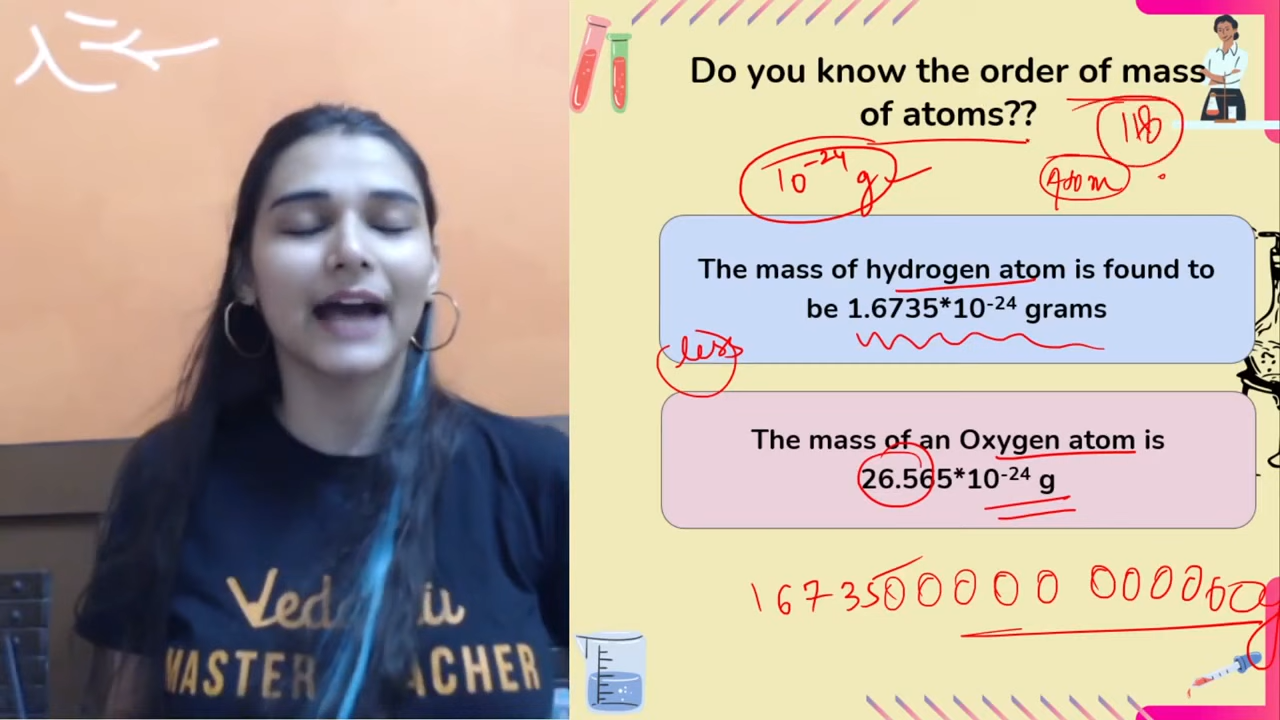 λ =
Do you know the order of mass
of atoms??
118
10⁻²⁴ g
Atom
The mass of hydrogen atom is found to
be 1.6735*10⁻²⁴ grams
less
The mass of an Oxygen atom is
26.565*10⁻²⁴ g
MASTER